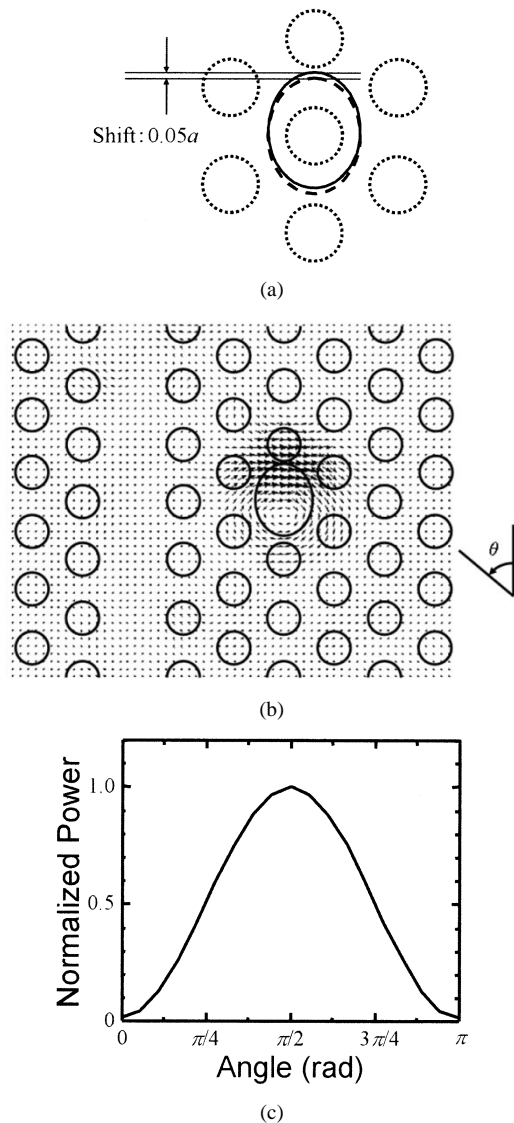 Shift: 0.05a
(a)
θ
(b)
Normalized Power
1.0
0.5
0
0 π/4 π/2 3π/4 π
Angle (rad)
(c)